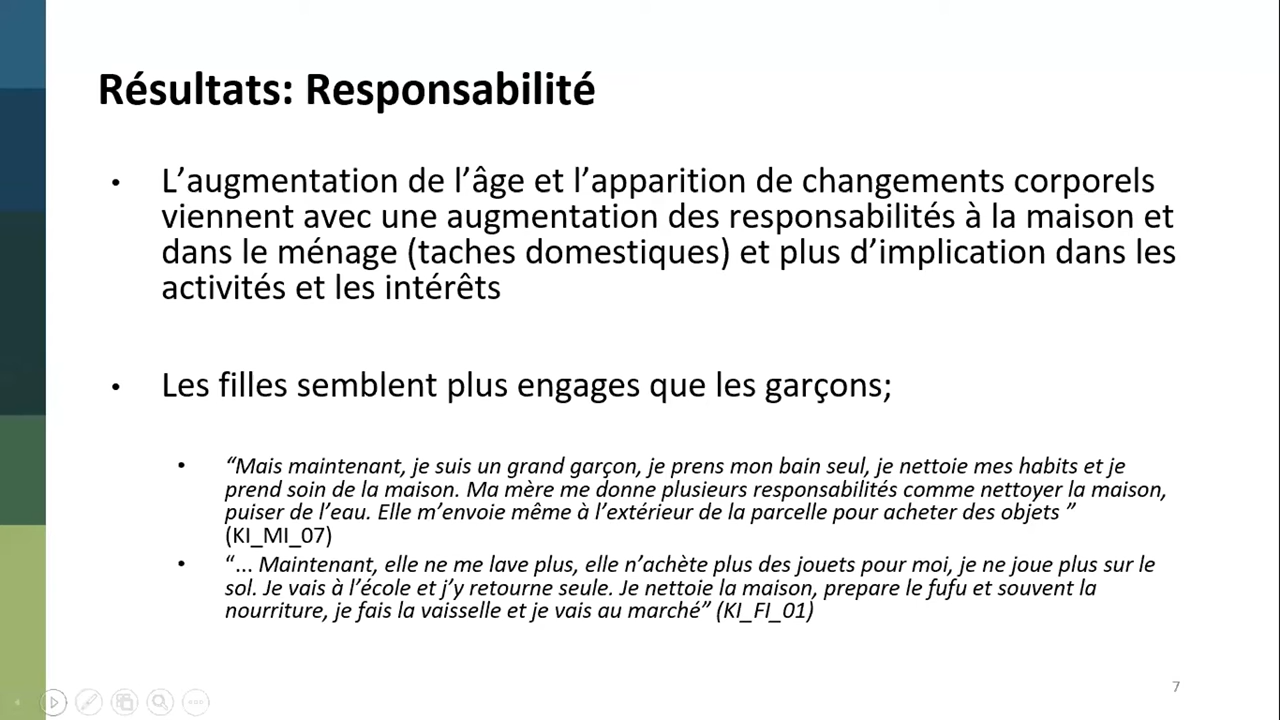 Résultats: Responsabilité
• L’augmentation de l’âge et l’apparition de changements corporels
viennent avec une augmentation des responsabilités à la maison et
dans le ménage (taches domestiques) et plus d’implication dans les
activités et les intérêts
• Les filles semblent plus engages que les garçons;
• “Mais maintenant, je suis un grand garçon, je prens mon bain seul, je nettoie mes habits et je
prend soin de la maison. Ma mère me donne plusieurs responsabilités comme nettoyer la maison,
puiser de l’eau. Elle m’envoie même à l’extérieur de la parcelle pour acheter des objets ”
(KI_MI_07)
• “... Maintenant, elle ne me lave plus, elle n’achète plus des jouets pour moi, je ne joue plus sur le
sol. Je vais à l’école et j’y retourne seule. Je nettoie la maison, prepare le fufu et souvent la
nourriture, je fais la vaisselle et je vais au marché” (KI_FI_01)
7